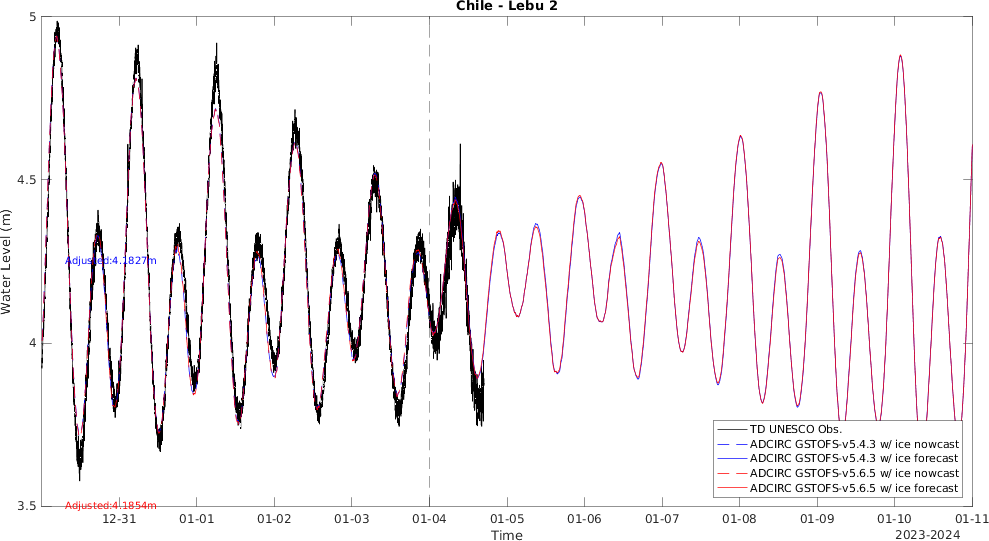 Chile - Lebu 2
5
4.5
4
3.5
Water Level (m)
Adjusted:4.1827m
Adjusted:4.1854m
TD UNESCO Obs.
ADCIRC GSTOFS-v5.4.3 w/ ice nowcast
ADCIRC GSTOFS-v5.4.3 w/ ice forecast
ADCIRC GSTOFS-v5.6.5 w/ ice nowcast
ADCIRC GSTOFS-v5.6.5 w/ ice forecast
12-31 01-01 01-02 01-03 01-04 01-05 01-06 01-07 01-08 01-09 01-10 01-11
Time
2023-2024